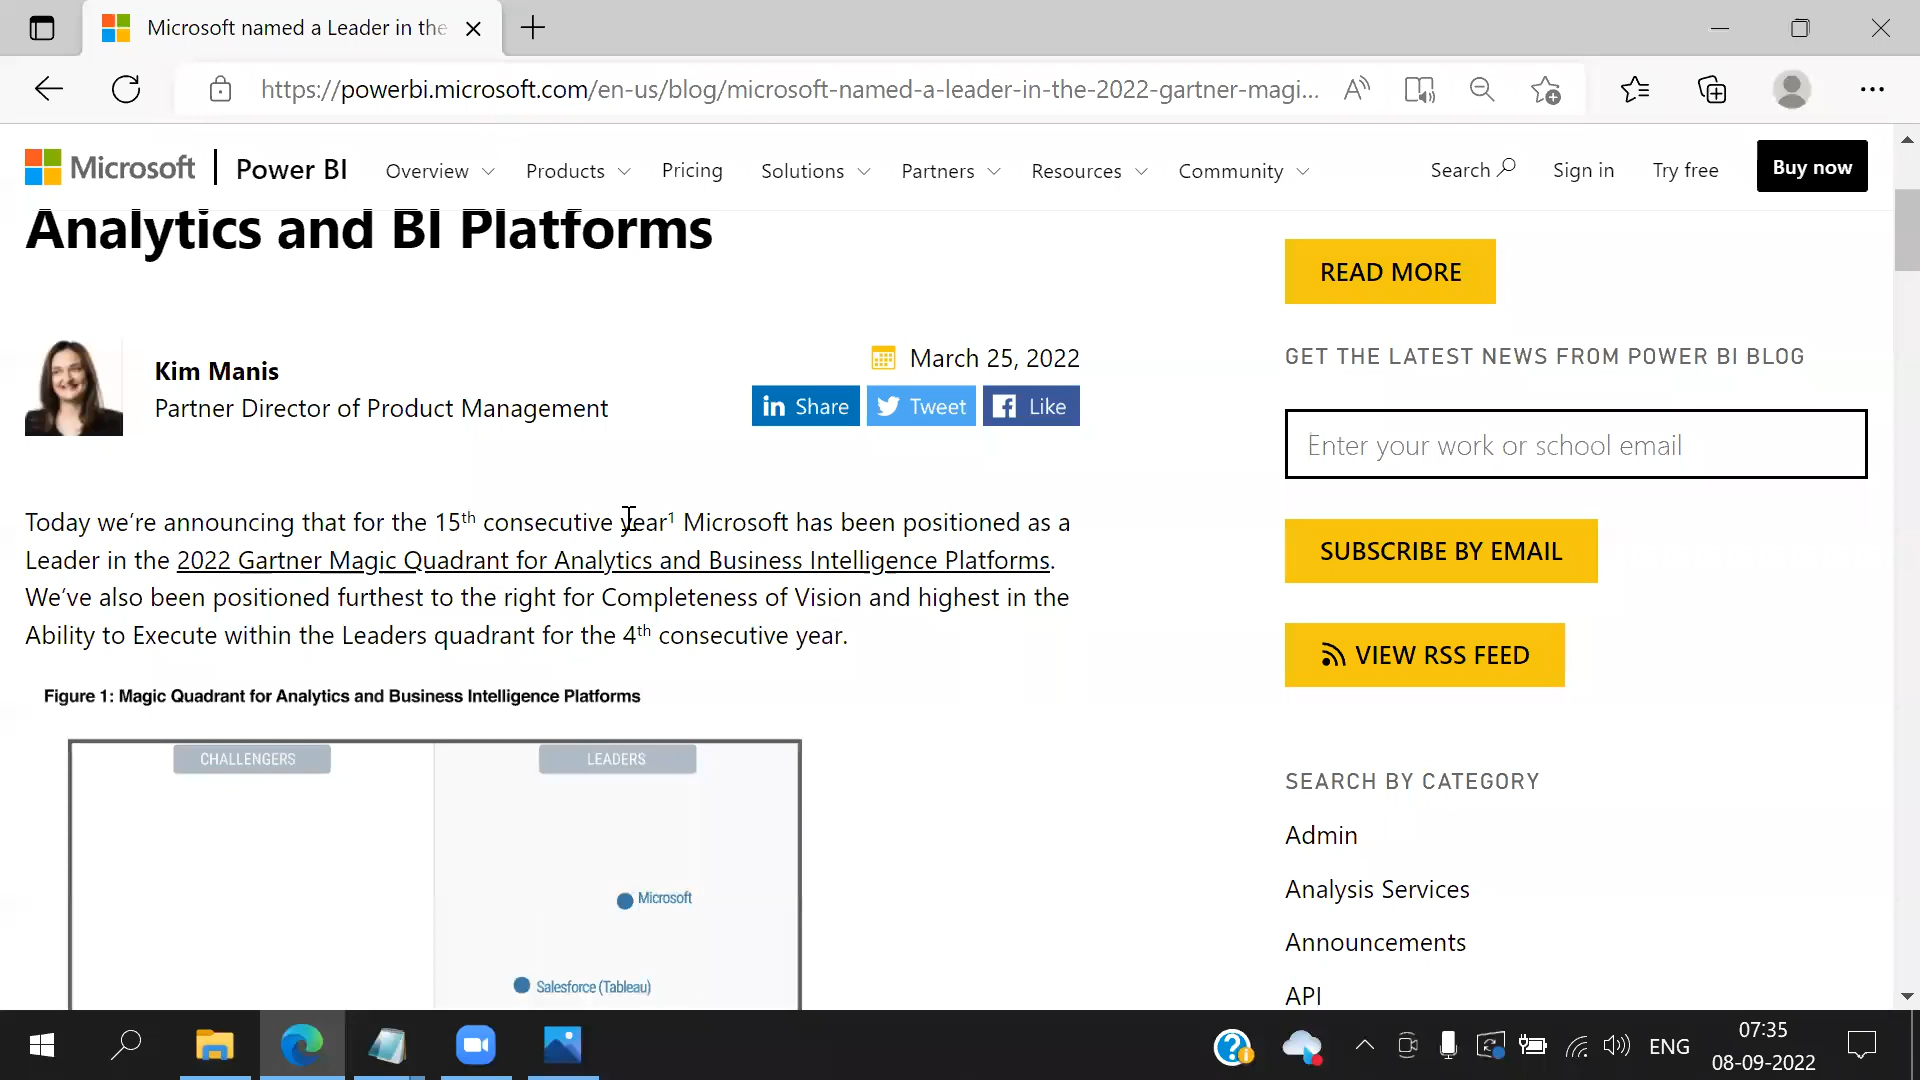 Microsoft named a Leader in the
https://powerbi.microsoft.com/en-us/blog/microsoft-named-a-leader-in-the-2022-gartner-magi...
Microsoft
Power BI
Overview
Products
Pricing
Solutions
Partners
Resources
Community
Search
Sign in
Try free
Buy now
Analytics and BI Platforms
Kim Manis
Partner Director of Product Management
March 25, 2022
in Share
Tweet
Like
Today we’re announcing that for the 15th consecutive year¹ Microsoft has been positioned as a
Leader in the 2022 Gartner Magic Quadrant for Analytics and Business Intelligence Platforms.
We’ve also been positioned furthest to the right for Completeness of Vision and highest in the
Ability to Execute within the Leaders quadrant for the 4th consecutive year.
Figure 1: Magic Quadrant for Analytics and Business Intelligence Platforms
CHALLENGERS
LEADERS
Microsoft
Salesforce (Tableau)
READ MORE
GET THE LATEST NEWS FROM POWER BI BLOG
Enter your work or school email
SUBSCRIBE BY EMAIL
VIEW RSS FEED
SEARCH BY CATEGORY
Admin
Analysis Services
Announcements
API
ENG
07:35
08-09-2022